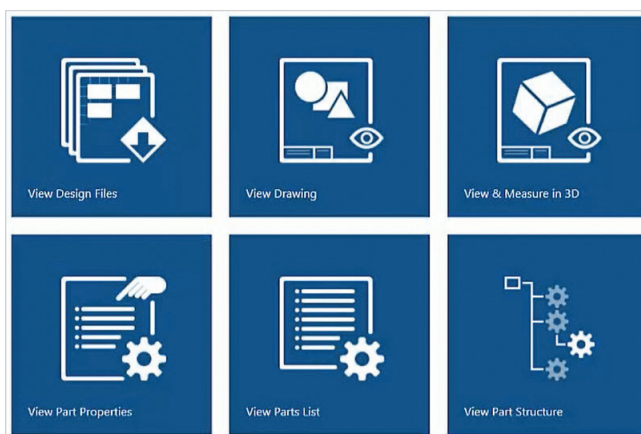 View Design Files
View Drawing
View & Measure in 3D
View Part Properties
View Parts List
View Part Structure